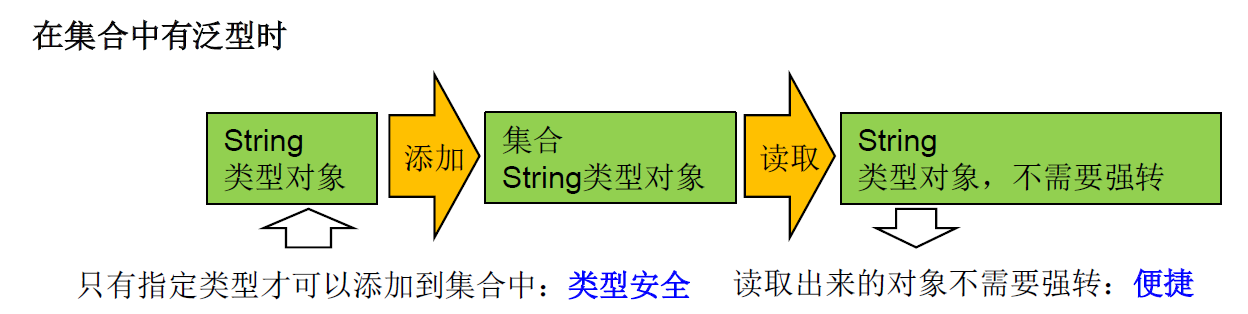 在集合中有泛型时
String
类型对象
添加
集合
String类型对象
读取
String
类型对象，不需要强转
只有指定类型才可以添加到集合中：类型安全
读取出来的对象不需要强转：便捷